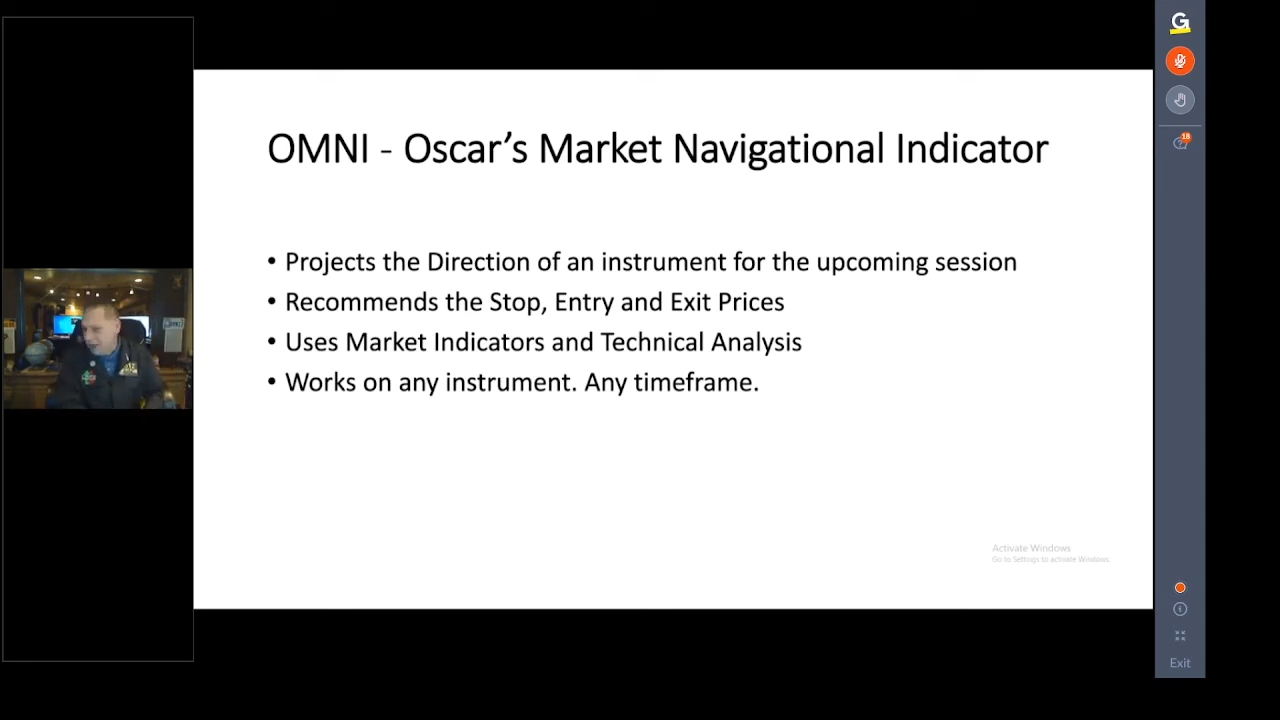 G
OMNI - Oscar's Market Navigational Indicator
18
?
• Projects the Direction of an instrument for the upcoming session
• Recommends the Stop, Entry and Exit Prices
• Uses Market Indicators and Technical Analysis
• Works on any instrument. Any timeframe.
Activate Windows
Go to Settings to activate Windows.
Exit